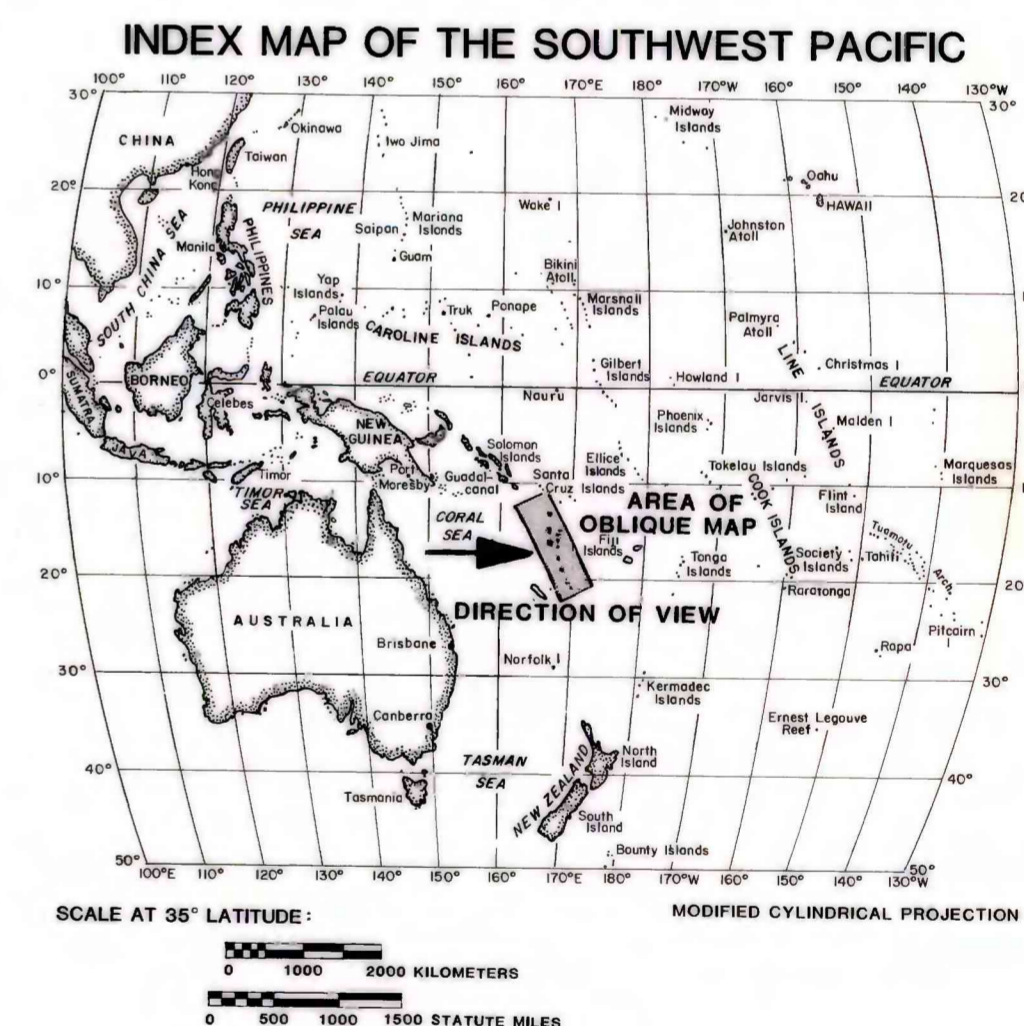 INDEX MAP OF THE SOUTHWEST PACIFIC
100° 110° 120° 130° 140° 150° 160° 170°E 180° 170°W 160° 150° 140° 130°W
30° 30°
Midway
Islands
Okinawa
CHINA
Iwo Jima
Taiwan
Hong
Kong
Oahu
20° 20
HAWAII
PHILIPPINE
SEA
Wake I
Mariana
Islands
Saipan
Johnston
Atoll
SOUTH CHINA SEA
Manila
PHILIPPINES
Guam
Bikini
Atoll
10°
Yap
Islands
Marshall
Islands
Palau
Islands
Truk
Ponape
Palmyra
Atoll
CAROLINE ISLANDS
LINE ISLANDS
Gilbert
Islands
Christmas I
0°
BORNEO
EQUATOR
Howland I
EQUATOR
SUMATRA
Celebes
Nauru
Jarvis I.
Malden I
Phoenix
Islands
NEW
GUINEA
JAVA
Solomon
Islands
Ellice
Islands
Tokelau Islands
Marquesas
Islands
10°
Timor
Port
Moresby
Guadal-
canal
Santa
Cruz Islands
TIMOR
SEA
AREA OF
OBLIQUE MAP
COOK ISLANDS
Flint
Island
CORAL
SEA
Fiji
Islands
Tonga
Islands
Society
Islands
Tahiti
Tuamotu
Arch.
20° 20
Raratonga
DIRECTION OF VIEW
AUSTRALIA
Pitcairn
Brisbane
Rapa
Norfolk I
30° 30°
Kermadec
Islands
Canberra
Ernest Legouve
Reef
TASMAN
SEA
North
Island
40° 40°
Tasmania
NEW ZEALAND
South
Island
Bounty Islands
50° 50°
100°E 110° 120° 130° 140° 150° 160° 170°E 180° 170°W 160° 150° 140° 130°W
SCALE AT 35° LATITUDE:
MODIFIED CYLINDRICAL PROJECTION
0 1000 2000 KILOMETERS
0 500 1000 1500 STATUTE MILES